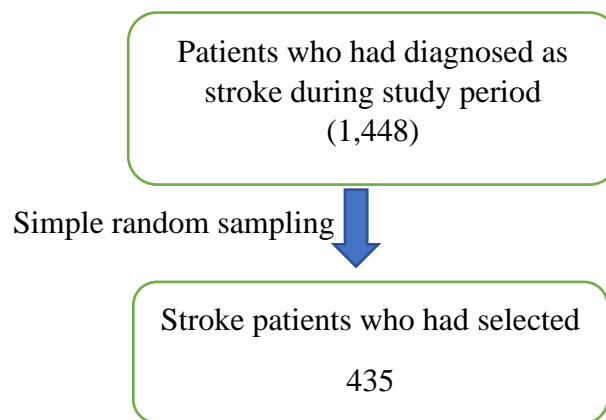 Patients who had diagnosed as
stroke during study period
(1,448)
Simple random sampling
Stroke patients who had selected
435